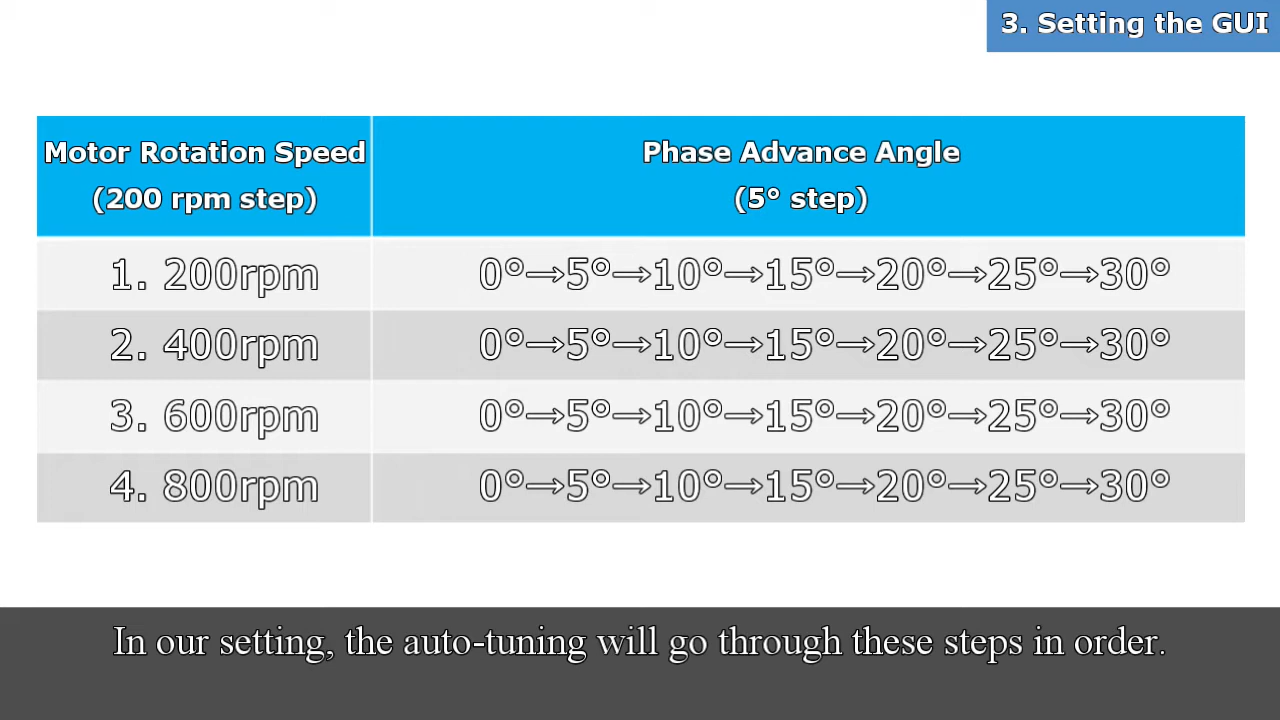 3. Setting the GUI
Motor Rotation Speed
(200 rpm step)
Phase Advance Angle
(5° step)
1. 200rpm 0°→5°→10°→15°→20°→25°→30°
2. 400rpm 0°→5°→10°→15°→20°→25°→30°
3. 600rpm 0°→5°→10°→15°→20°→25°→30°
4. 800rpm 0°→5°→10°→15°→20°→25°→30°
In our setting, the auto-tuning will go through these steps in order.